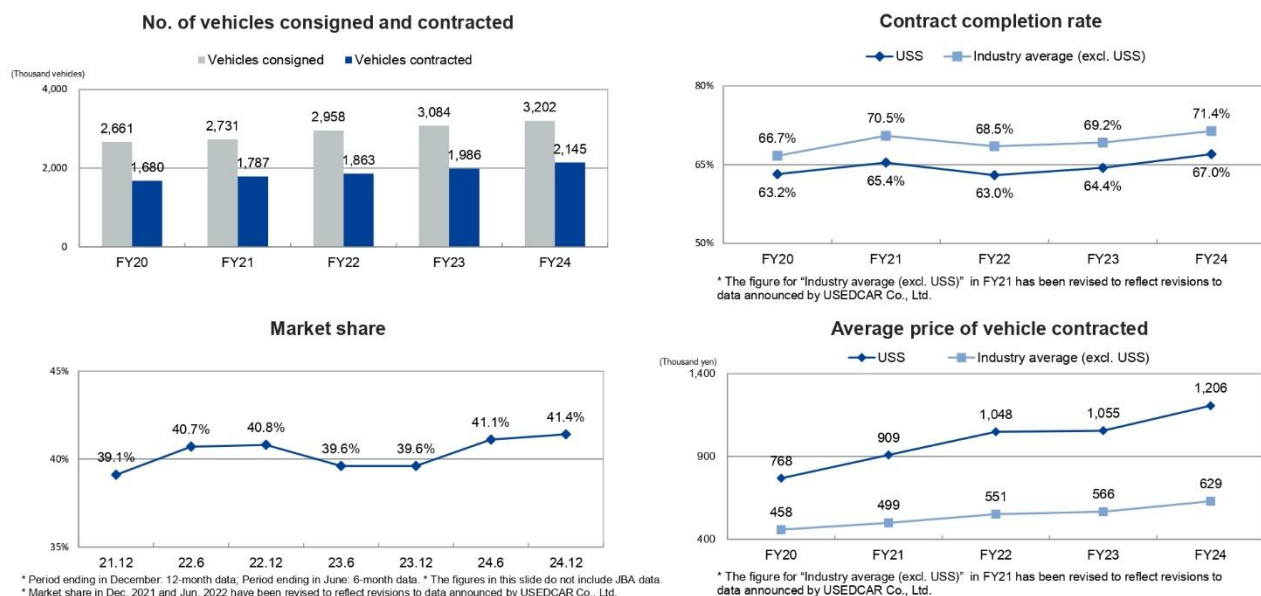 No. of vehicles consigned and contracted
Vehicles consigned
Vehicles contracted
(Thousand vehicles)
4,000
2,000
0
2,661
2,731
2,958
3,084
3,202
1,680
1,787
1,863
1,986
2,145
FY20
FY21
FY22
FY23
FY24
Contract completion rate
USS
Industry average (excl. USS)
80%
65%
50%
66.7%
70.5%
68.5%
69.2%
71.4%
63.2%
65.4%
63.0%
64.4%
67.0%
FY20
FY21
FY22
FY23
FY24
* The figure for “Industry average (excl. USS)” in FY21 has been revised to reflect revisions to
data announced by USEDCAR Co., Ltd.
Market share
45%
40%
35%
39.1%
40.7%
40.8%
39.6%
39.6%
41.1%
41.4%
21.12
22.6
22.12
23.6
23.12
24.6
24.12
* Period ending in December: 12-month data; Period ending in June: 6-month data. * The figures in this slide do not include JBA data.
* Market share in Dec. 2021 and Jun. 2022 have been revised to reflect revisions to data announced by USEDCAR Co., Ltd.
Average price of vehicle contracted
USS
Industry average (excl. USS)
(Thousand yen)
1,400
900
400
768
909
1,048
1,055
1,206
458
499
551
566
629
FY20
FY21
FY22
FY23
FY24
* The figure for “Industry average (excl. USS)” in FY21 has been revised to reflect revisions to
data announced by USEDCAR Co., Ltd.